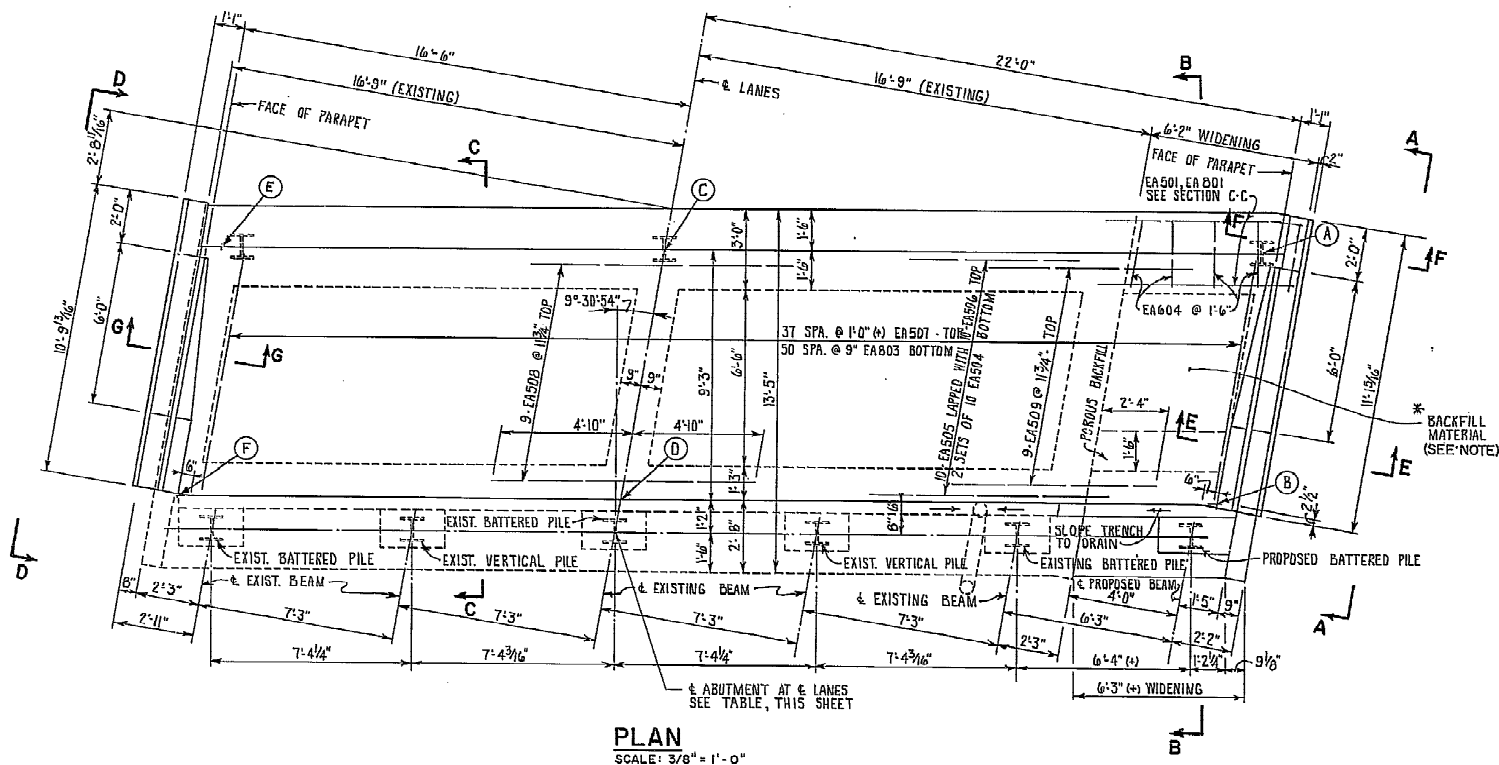 1'-1"
16'-6"
22'-0"
16'-9" (EXISTING)
℄ LANES
16'-9" (EXISTING)
1'-1"
D
B
A
FACE OF PARAPET
2'-8 11/16"
C
6'-2" WIDENING
2"
FACE OF PARAPET
EA501, EA801
SEE SECTION C-C
E
C
F
A
F
2'-0"
3'-0"
1'-6"
1'-6"
2'-0"
9°-30'-54"
EA604 @ 1'-6"
10'-9 13/16"
6'-0"
G
G
9-EA508 @ 11 3/4" TOP
37 SPA. @ 1'-0" (+) EA507 - TOP
50 SPA. @ 9" EA803 BOTTOM
9"
9"
9'-3"
6'-6"
13'-5"
10-EA505 LAPPED WITH 10-EA506 TOP
2 SETS OF 10 EA504 BOTTOM
9-EA509 @ 11 3/4" TOP
POROUS BACKFILL
6'-0"
11'-15/16"
2'-4"
E
1'-6"
*
BACKFILL
MATERIAL
(SEE NOTE)
4'-10"
4'-10"
E
6"
F
D
1'-3"
6"
B
2 1/2"
EXIST. BATTERED PILE
1'-2"
1'-6"
2'-8"
8"
6"
SLOPE TRENCH
TO DRAIN
D
EXIST. BATTERED PILE
EXIST. VERTICAL PILE
EXIST. VERTICAL PILE
EXISTING BATTERED PILE
PROPOSED BATTERED PILE
℄ EXIST. BEAM
C
℄ EXISTING BEAM
℄ EXISTING BEAM
℄ PROPOSED BEAM
8"
2'-3"
2'-11"
7'-3"
7'-3"
7'-3"
7'-3"
2'-3"
4'-0"
6'-3"
1'-5"
9"
2'-2"
A
7'-4 1/4"
7'-4 3/16"
7'-4 1/4"
7'-4 3/16"
6'-4" (+)
1'-2 1/4"
9 1/8"
6'-3" (+) WIDENING
℄ ABUTMENT AT ℄ LANES
SEE TABLE, THIS SHEET
B
PLAN
SCALE: 3/8" = 1'-0"